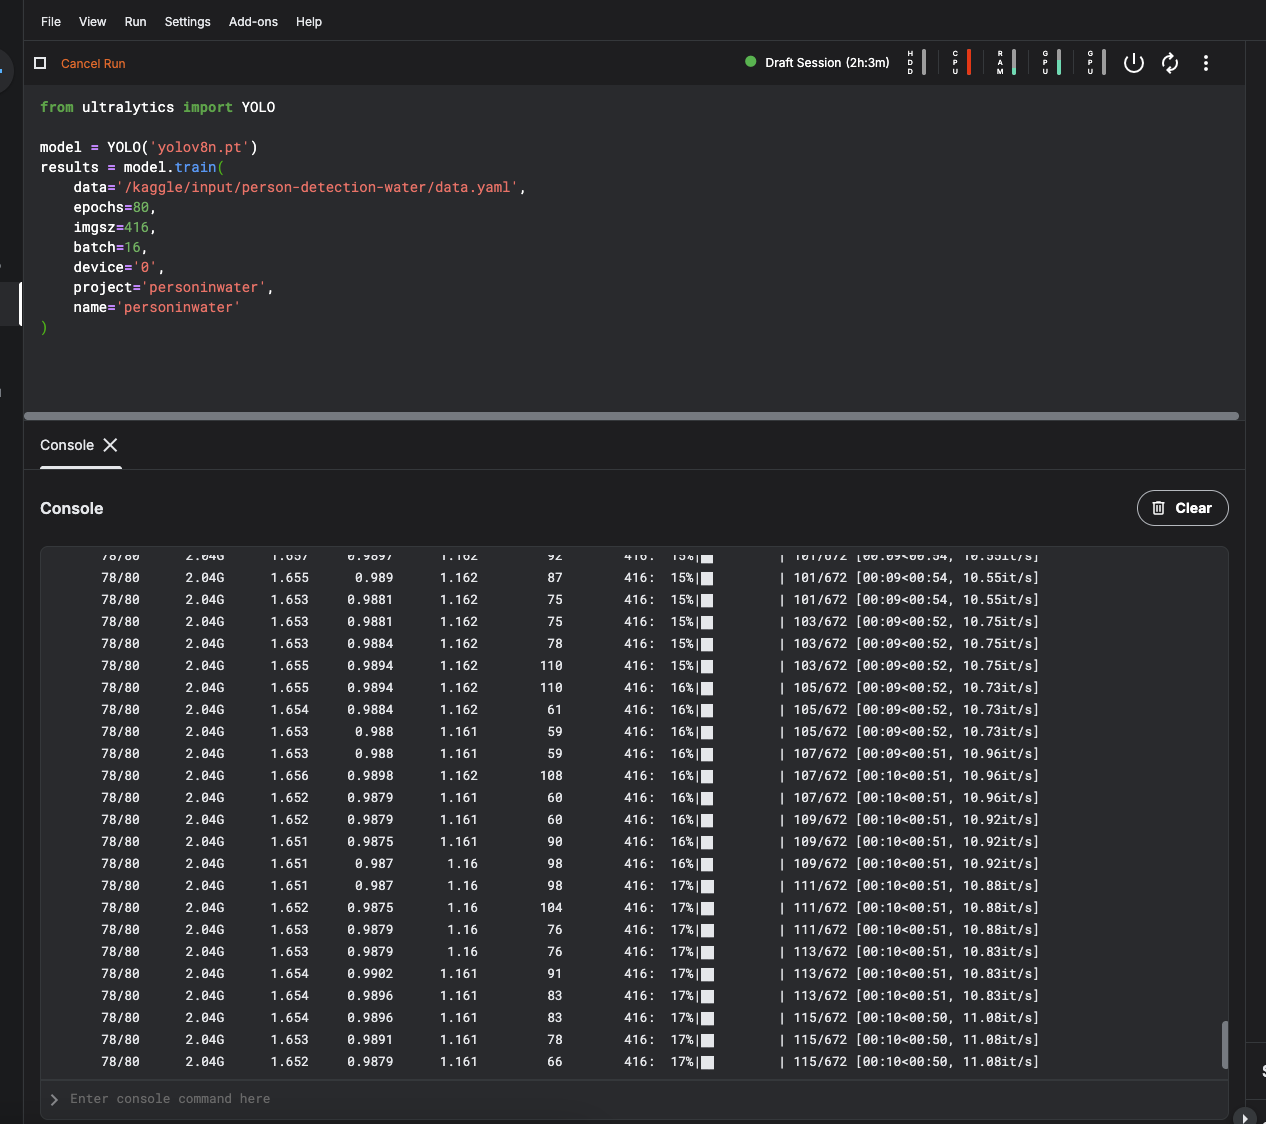 File View Run Settings Add-ons Help
Cancel Run
Draft Session (2h:3m)
HDD
CPU
RAM
GPU
GPU
from ultralytics import YOLO
model = YOLO('yolov8n.pt')
results = model.train(
data='/kaggle/input/person-detection-water/data.yaml',
epochs=80,
imgsz=416,
batch=16,
device='0',
project='personinwater',
name='personinwater'
)
Console
Console
Clear
78/80 2.04G 1.657 0.9897 1.162 92 416: 15%| | 101/672 [00:09<00:54, 10.55it/s]
78/80 2.04G 1.655 0.989 1.162 87 416: 15%| | 101/672 [00:09<00:54, 10.55it/s]
78/80 2.04G 1.653 0.9881 1.162 75 416: 15%| | 101/672 [00:09<00:54, 10.55it/s]
78/80 2.04G 1.653 0.9881 1.162 75 416: 15%| | 103/672 [00:09<00:52, 10.75it/s]
78/80 2.04G 1.653 0.9884 1.162 78 416: 15%| | 103/672 [00:09<00:52, 10.75it/s]
78/80 2.04G 1.655 0.9894 1.162 110 416: 15%| | 103/672 [00:09<00:52, 10.75it/s]
78/80 2.04G 1.655 0.9894 1.162 110 416: 16%| | 105/672 [00:09<00:52, 10.73it/s]
78/80 2.04G 1.654 0.9884 1.162 61 416: 16%| | 105/672 [00:09<00:52, 10.73it/s]
78/80 2.04G 1.653 0.988 1.161 59 416: 16%| | 105/672 [00:09<00:52, 10.73it/s]
78/80 2.04G 1.653 0.988 1.161 59 416: 16%| | 107/672 [00:09<00:51, 10.96it/s]
78/80 2.04G 1.656 0.9898 1.162 108 416: 16%| | 107/672 [00:10<00:51, 10.96it/s]
78/80 2.04G 1.652 0.9879 1.161 60 416: 16%| | 107/672 [00:10<00:51, 10.96it/s]
78/80 2.04G 1.652 0.9879 1.161 60 416: 16%| | 109/672 [00:10<00:51, 10.92it/s]
78/80 2.04G 1.651 0.9875 1.161 90 416: 16%| | 109/672 [00:10<00:51, 10.92it/s]
78/80 2.04G 1.651 0.987 1.16 98 416: 16%| | 109/672 [00:10<00:51, 10.92it/s]
78/80 2.04G 1.651 0.987 1.16 98 416: 17%| | 111/672 [00:10<00:51, 10.88it/s]
78/80 2.04G 1.652 0.9875 1.16 104 416: 17%| | 111/672 [00:10<00:51, 10.88it/s]
78/80 2.04G 1.653 0.9879 1.16 76 416: 17%| | 111/672 [00:10<00:51, 10.88it/s]
78/80 2.04G 1.653 0.9879 1.16 76 416: 17%| | 113/672 [00:10<00:51, 10.83it/s]
78/80 2.04G 1.654 0.9902 1.161 91 416: 17%| | 113/672 [00:10<00:51, 10.83it/s]
78/80 2.04G 1.654 0.9896 1.161 83 416: 17%| | 113/672 [00:10<00:51, 10.83it/s]
78/80 2.04G 1.654 0.9896 1.161 83 416: 17%| | 115/672 [00:10<00:50, 11.08it/s]
78/80 2.04G 1.653 0.9891 1.161 78 416: 17%| | 115/672 [00:10<00:50, 11.08it/s]
78/80 2.04G 1.652 0.9879 1.161 66 416: 17%| | 115/672 [00:10<00:50, 11.08it/s]
Enter console command here